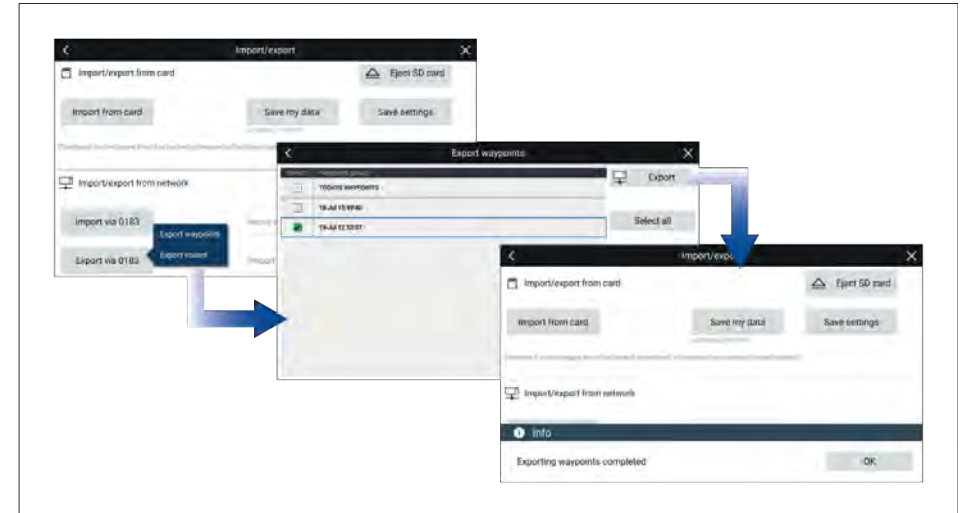 Import/export
Import/export from card
Eject SD card
Import from card
Save my data
Save settings
Import/export from network
Import via 0183
Export via 0183
Export waypoints
Export routes
Export waypoints
Export
TODAYS WAYPOINTS
Select all
Import/expo
Import/export from card
Eject SD card
Import from card
Save my data
Save settings
Import/export from network
Info
Exporting waypoints completed
OK